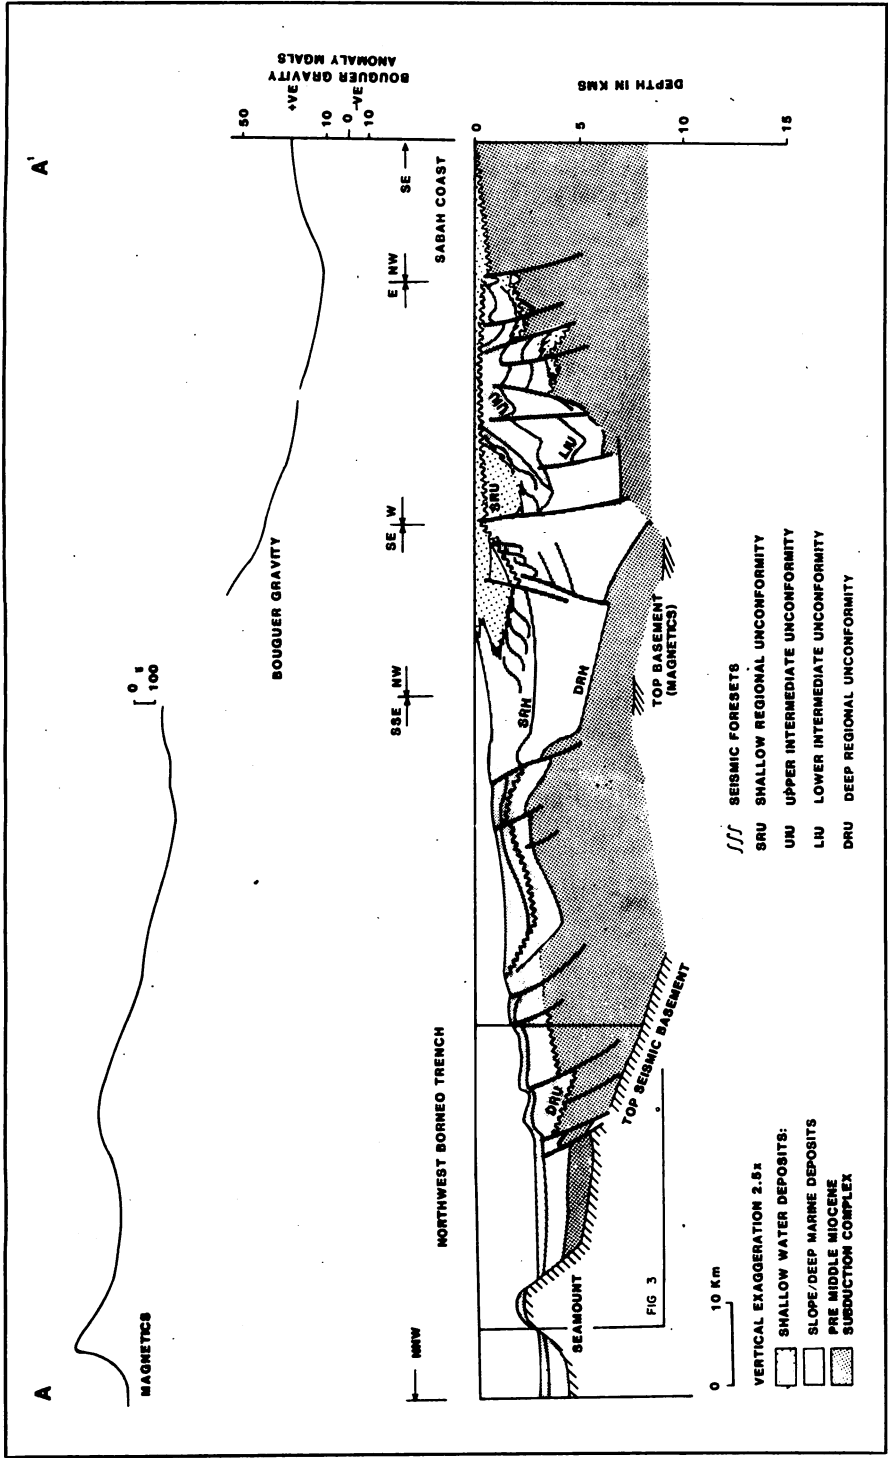 A
A'
MAGNETICS
[ 0
100
BOUGUER GRAVITY
50
+VE
10
0
-VE
10
BOUGUER GRAVITY
ANOMALY MGALS
NNW
NORTHWEST BORNEO TRENCH
SSE
NW
SE
W
E
NW
SE
SABAH COAST
0
5
10
15
DEPTH IN KMS
SEAMOUNT
FIG 3
DRU
TOP SEISMIC BASEMENT
SRH
DRH
TOP BASEMENT
(MAGNETICS)
SRU
LIU
UIU
0
10 Km
VERTICAL EXAGGERATION 2.5x
SHALLOW WATER DEPOSITS:
SLOPE/DEEP MARINE DEPOSITS
PRE MIDDLE MIOCENE
SUBDUCTION COMPLEX
SEISMIC FORESETS
SRU SHALLOW REGIONAL UNCONFORMITY
UIU UPPER INTERMEDIATE UNCONFORMITY
LIU LOWER INTERMEDIATE UNCONFORMITY
DRU DEEP REGIONAL UNCONFORMITY